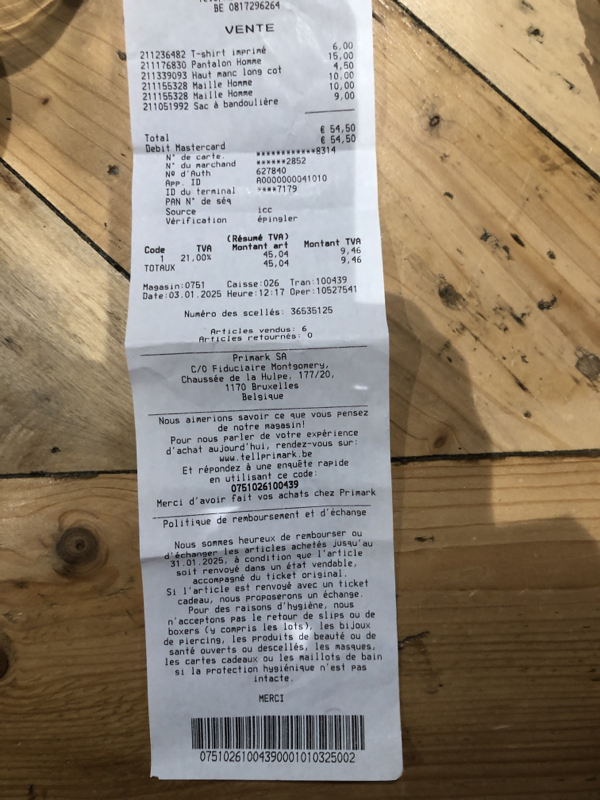 BE 0817296264
VENTE
211236482 T-shirt imprimé 6,00
211176830 Pantalon Homme 15,00
211339093 Haut manc long cot 4,50
211155328 Maille Homme 10,00
211155328 Maille Homme 10,00
211051992 Sac à bandoulière 9,00
Total € 54,50
Debit Mastercard € 54,50
N° de carte. ************8314
N° du marchand ******2852
Nº d'Auth 627840
App. ID A0000000041010
ID du terminal ****7179
PAN N° de séq
Source icc
Vérification épingler
(Résumé TVA)
Code TVA Montant art Montant TVA
1 21,00% 45,04 9,46
TOTAUX 45,04 9,46
Magasin:0751 Caisse:026 Tran:100439
Date:03.01.2025 Heure:12:17 Oper:10527541
Numéro des scellés: 36535125
Articles vendus: 6
Articles retournés: 0
Primark SA
C/O Fiduciaire Montgomery,
Chaussée de la Hulpe, 177/20,
1170 Bruxelles
Belgique
Nous aimerions savoir ce que vous pensez
de notre magasin!
Pour nous parler de votre expérience
d'achat aujourd'hui, rendez-vous sur:
www.tellprimark.be
Et répondez à une enquête rapide
en utilisant ce code:
0751026100439
Merci d'avoir fait vos achats chez Primark
Politique de remboursement et d'échange
Nous sommes heureux de rembourser ou
d'échanger les articles achetés jusqu'au
31.01.2025, à condition que l'article
soit renvoyé dans un état vendable,
accompagné du ticket original.
Si l'article est renvoyé avec un ticket
cadeau, nous proposerons un échange.
Pour des raisons d'hygiène, nous
n'acceptons pas le retour de slips ou de
boxers (y compris les lots), les bijoux
de piercing, les produits de beauté ou de
santé ouverts ou descellés, les masques,
les cartes cadeaux ou les maillots de bain
si la protection hygiénique n'est pas
intacte.
MERCI
07510261004390001010325002